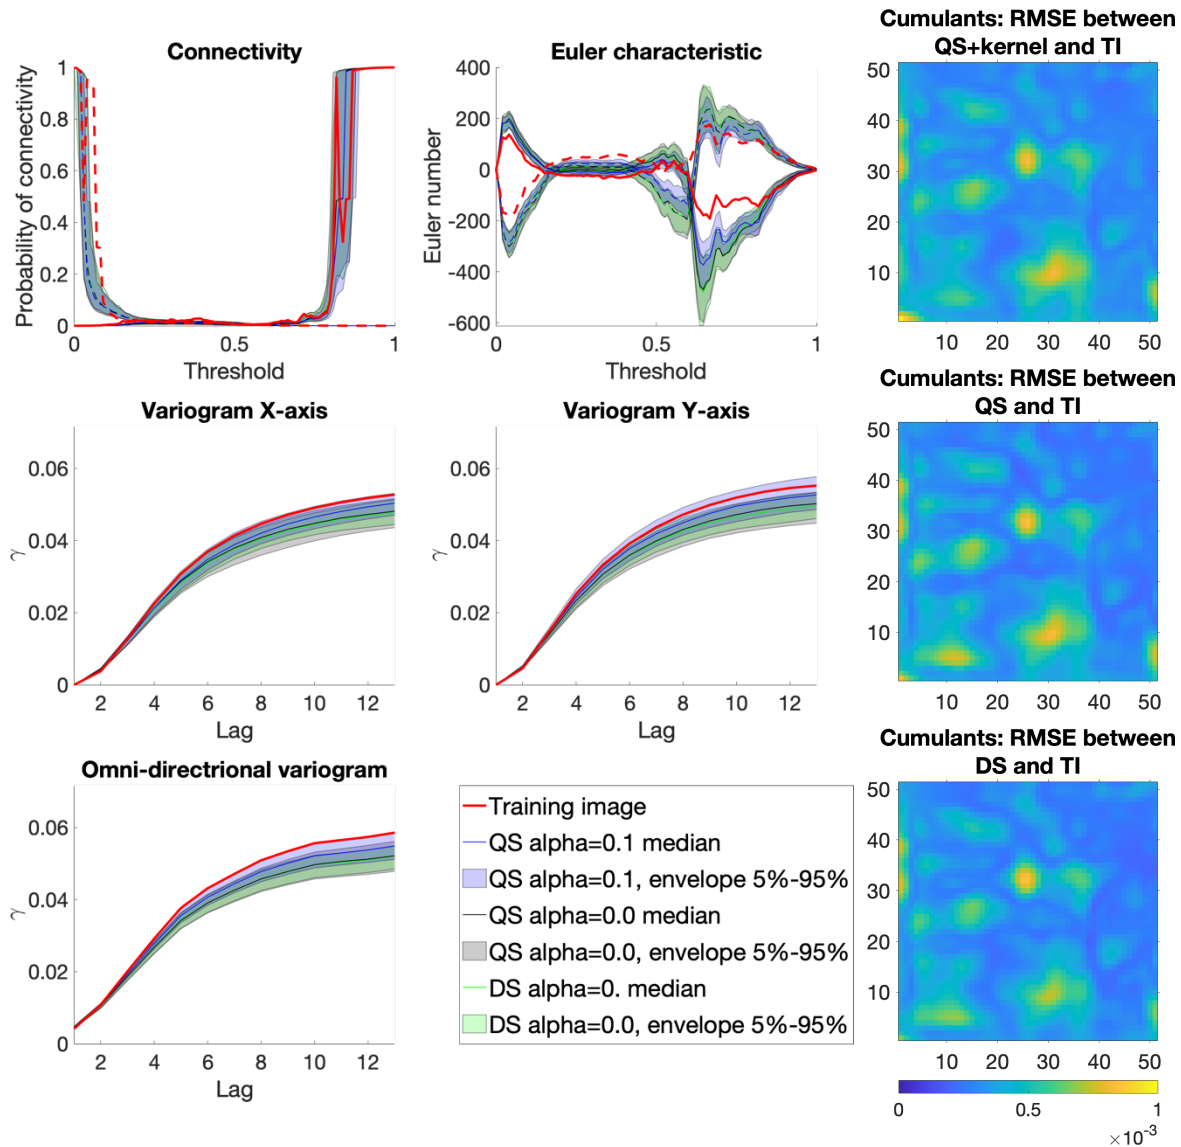 Connectivity
Probability of connectivity
1
0.8
0.6
0.4
0.2
0
0 0.5 1
Threshold
Euler characteristic
Euler number
400
200
0
-200
-400
-600
0 0.5 1
Threshold
Cumulants: RMSE between
QS+kernel and TI
50
40
30
20
10
10 20 30 40 50
Variogram X-axis
γ
0.06
0.04
0.02
0
2 4 6 8 10 12
Lag
Variogram Y-axis
γ
0.06
0.04
0.02
0
2 4 6 8 10 12
Lag
Cumulants: RMSE between
QS and TI
50
40
30
20
10
10 20 30 40 50
Omni-directrional variogram
γ
0.06
0.04
0.02
0
2 4 6 8 10 12
Lag
Training image
QS alpha=0.1 median
QS alpha=0.1, envelope 5%-95%
QS alpha=0.0 median
QS alpha=0.0, envelope 5%-95%
DS alpha=0. median
DS alpha=0.0, envelope 5%-95%
Cumulants: RMSE between
DS and TI
50
40
30
20
10
10 20 30 40 50
0 0.5 1
×10⁻³